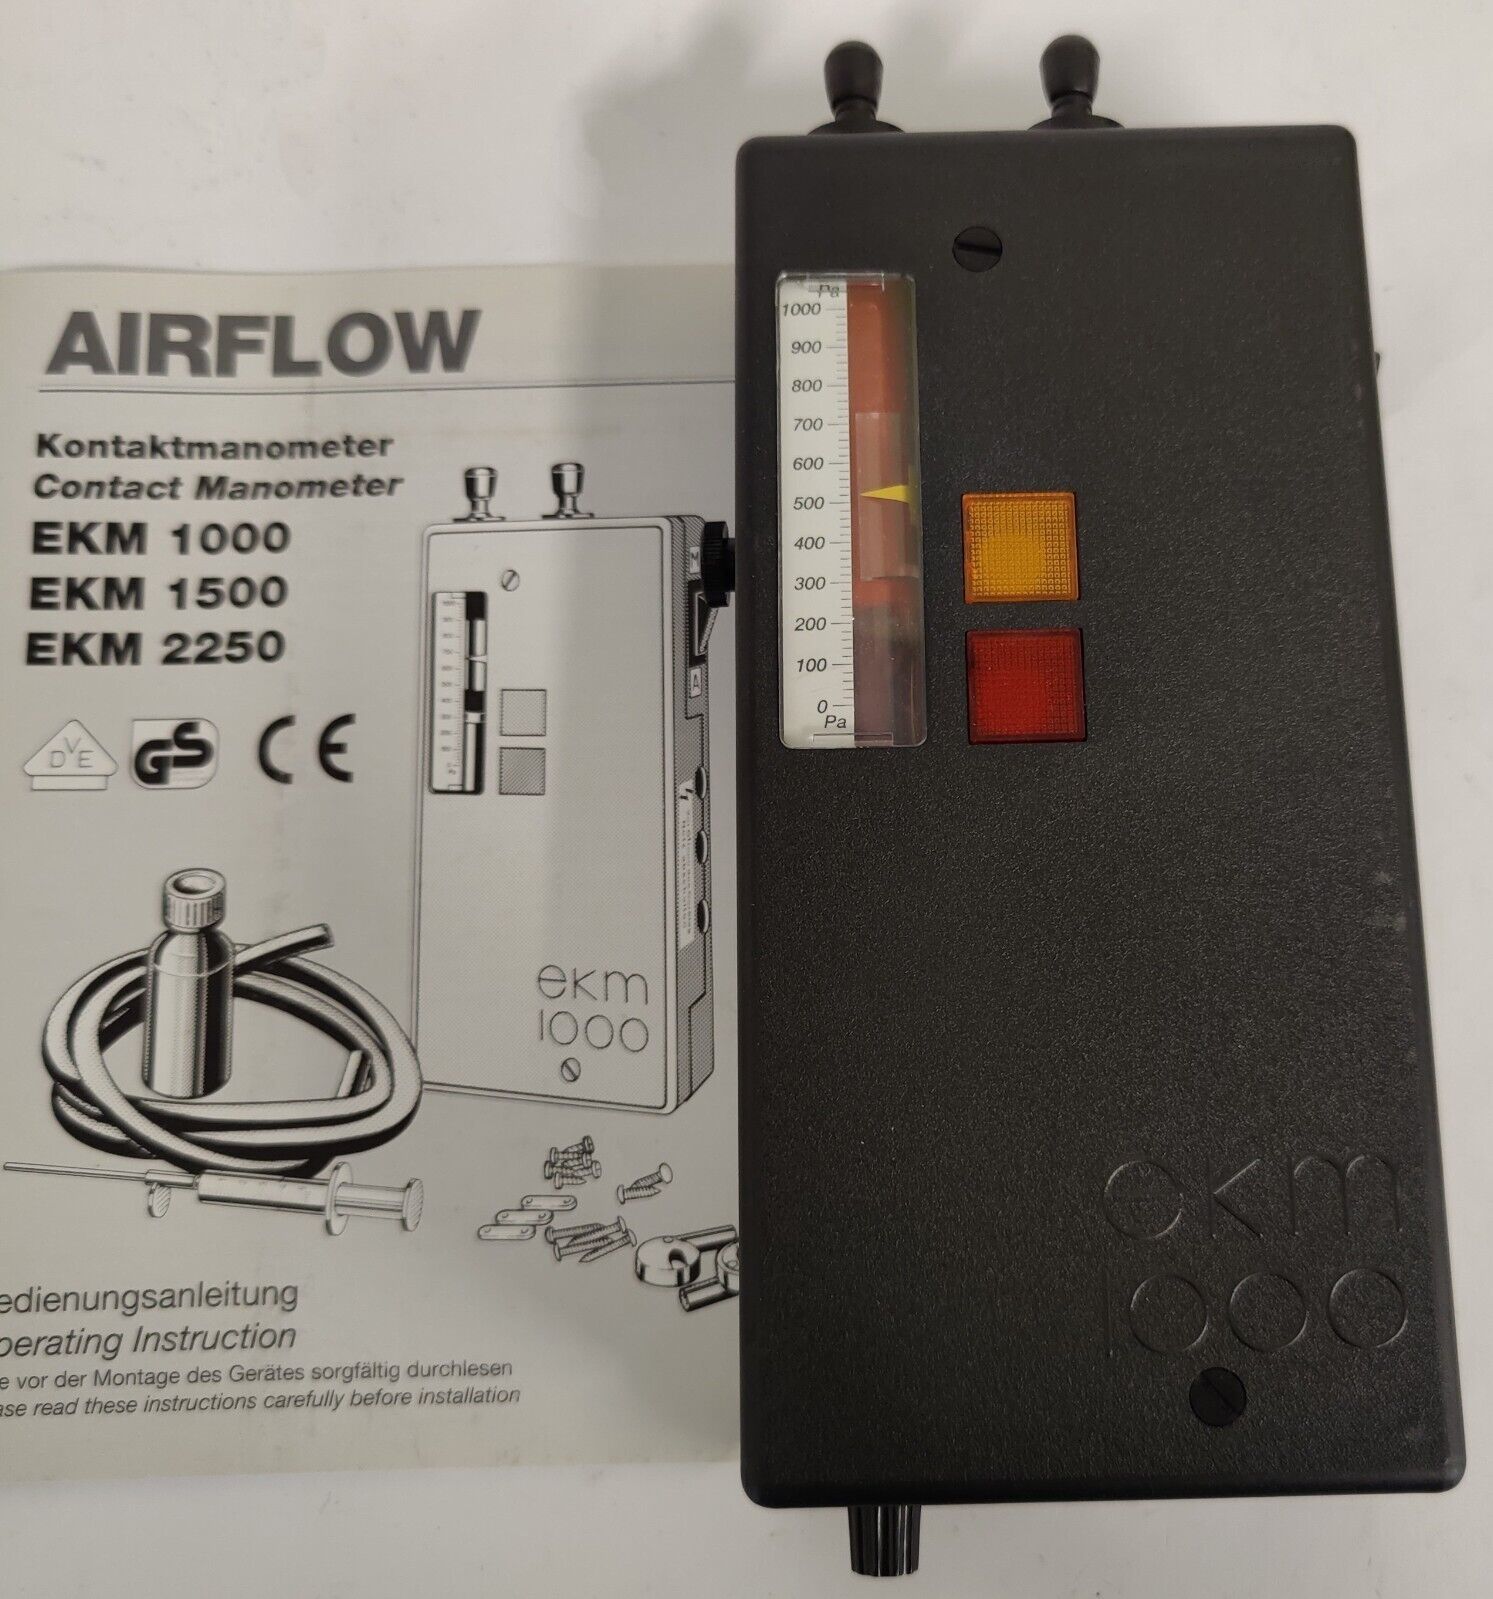 AIRFLOW
Kontaktmanometer
Contact Manometer
EKM 1000
EKM 1500
EKM 2250
DVE
GS
CE
M
A
ekm
1000
edienungsanleitung
perating Instruction
e vor der Montage des Gerätes sorgfältig durchlesen
ase read these instructions carefully before installation
Pa
1000
900
800
700
600
500
400
300
200
100
0
Pa
ekm
1000